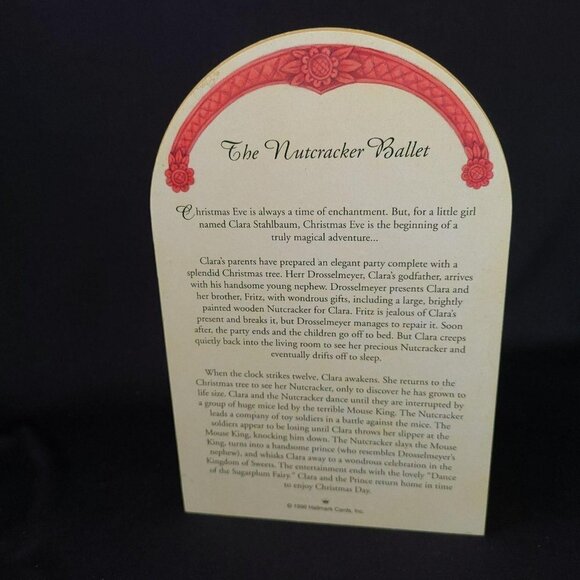 The Nutcracker Ballet
Christmas Eve is always a time of enchantment. But, for a little girl
named Clara Stahlbaum, Christmas Eve is the beginning of a
truly magical adventure...
Clara's parents have prepared an elegant party complete with a
splendid Christmas tree. Herr Drosselmeyer, Clara's godfather, arrives
with his handsome young nephew. Drosselmeyer presents Clara and
her brother, Fritz, with wondrous gifts, including a large, brightly
painted wooden Nutcracker for Clara. Fritz is jealous of Clara's
present and breaks it, but Drosselmeyer manages to repair it. Soon
after, the party ends and the children go off to bed. But Clara creeps
quietly back into the living room to see her precious Nutcracker and
eventually drifts off to sleep.
When the clock strikes twelve, Clara awakens. She returns to the
Christmas tree to see her Nutcracker, only to discover he has grown to
life size. Clara and the Nutcracker dance until they are interrupted by
a group of huge mice led by the terrible Mouse King. The Nutcracker
leads a company of toy soldiers in a battle against the mice. The
soldiers appear to be losing until Clara throws her slipper at the
Mouse King, knocking him down. The Nutcracker slays the Mouse
King, turns into a handsome prince (who resembles Drosselmeyer's
nephew), and whisks Clara away to a wondrous celebration in the
Kingdom of Sweets. The entertainment ends with the lovely "Dance
of the Sugarplum Fairy." Clara and the Prince return home in time
to enjoy Christmas Day.
© 1996 Hallmark Cards, Inc.